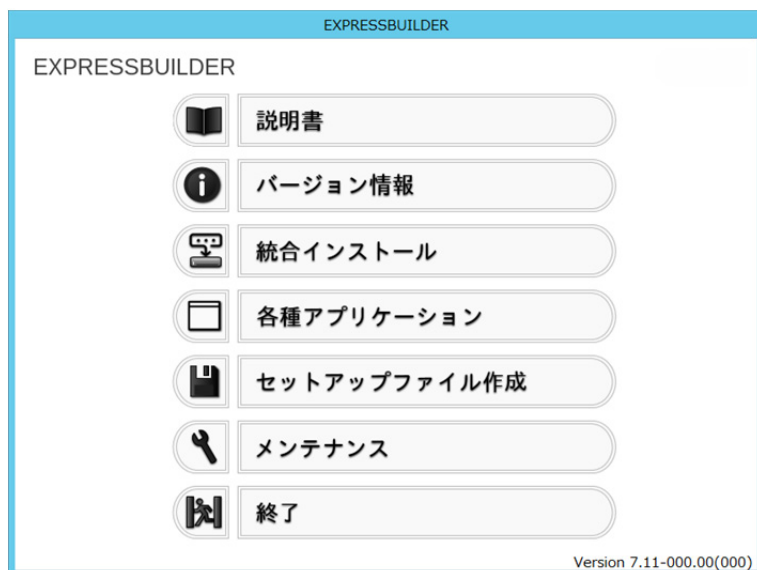 EXPRESSBUILDER
EXPRESSBUILDER
説明書
バージョン情報
統合インストール
各種アプリケーション
セットアップファイル作成
メンテナンス
終了
Version 7.11-000.00(000)